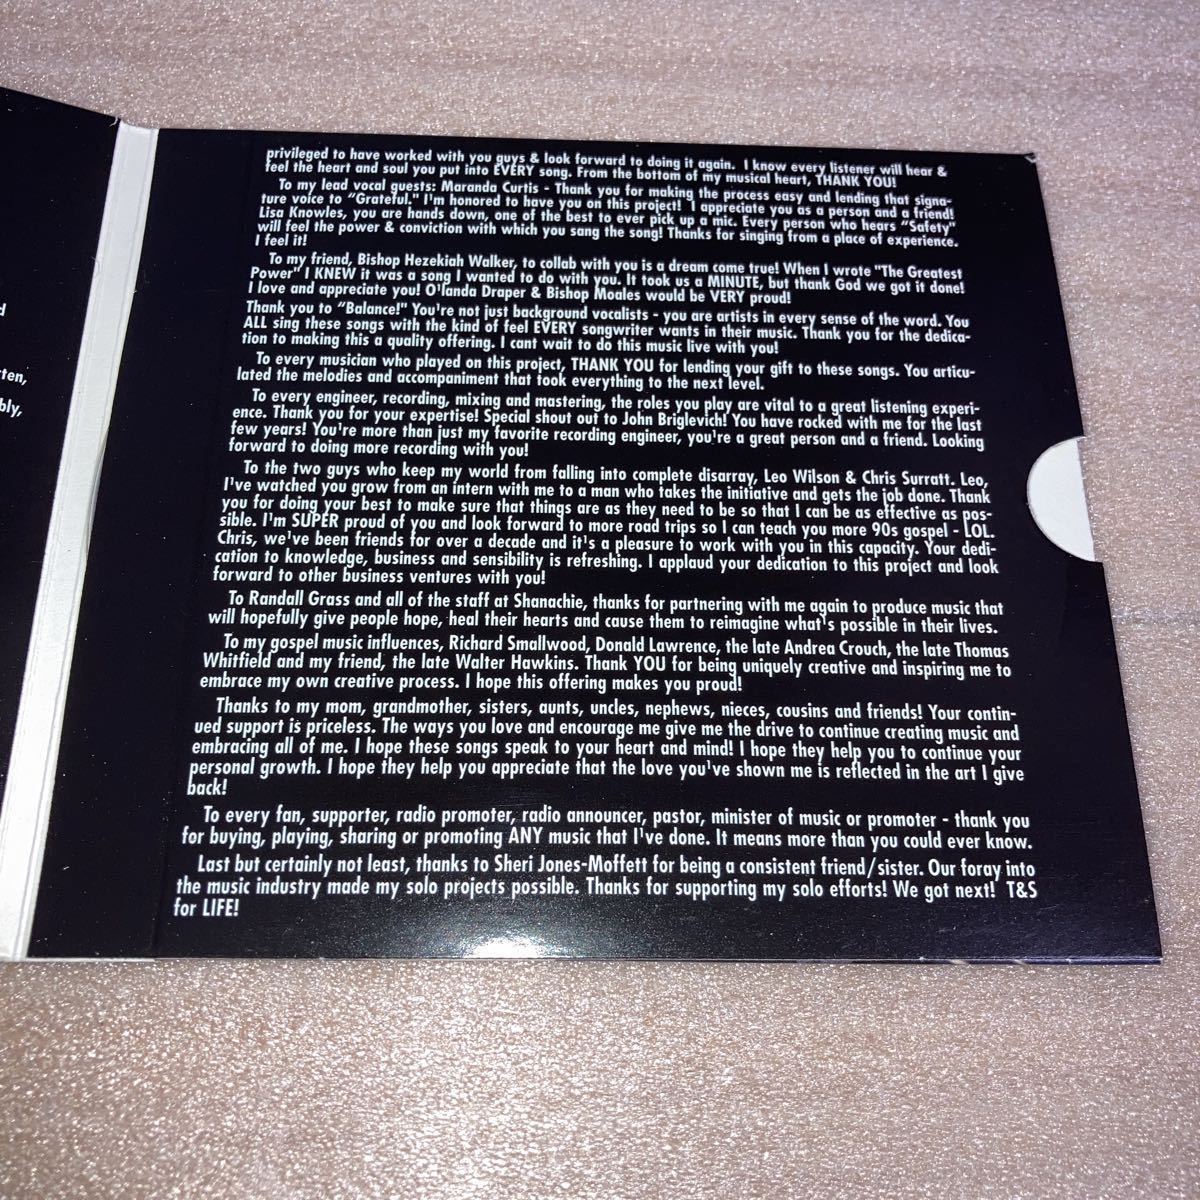 d
ten,
bly,
privileged to have worked with you guys & look forward to doing it again. I know every listener will hear &
feel the heart and soul you put into EVERY song. From the bottom of my musical heart, THANK YOU!
To my lead vocal guests: Maranda Curtis - Thank you for making the process easy and lending that signa-
ture voice to "Grateful." I'm honored to have you on this project! I appreciate you as a person and a friend!
Lisa Knowles, you are hands down, one of the best to ever pick up a mic. Every person who hears "Safety"
will feel the power & conviction with which you sang the song! Thanks for singing from a place of experience.
I feel it!
To my friend, Bishop Hezekiah Walker, to collab with you is a dream come true! When I wrote "The Greatest
Power" I KNEW it was a song I wanted to do with you. It took us a MINUTE, but thank God we got it done!
I love and appreciate you! O'landa Draper & Bishop Moales would be VERY proud!
Thank you to "Balance!" You're not just background vocalists - you are artists in every sense of the word. You
ALL sing these songs with the kind of feel EVERY songwriter wants in their music. Thank you for the dedica-
tion to making this a quality offering. I cant wait to do this music live with you!
To every musician who played on this project, THANK YOU for lending your gift to these songs. You articu-
lated the melodies and accompaniment that took everything to the next level.
To every engineer, recording, mixing and mastering, the roles you play are vital to a great listening experi-
ence. Thank you for your expertise! Special shout out to John Briglevich! You have rocked with me for the last
few years! You're more than just my favorite recording engineer, you're a great person and a friend. Looking
forward to doing more recording with you!
To the two guys who keep my world from falling into complete disarray, Leo Wilson & Chris Surratt. Leo,
I've watched you grow from an intern with me to a man who takes the initiative and gets the job done. Thank
you for doing your best to make sure that things are as they need to be so that I can be as effective as pos-
sible. I'm SUPER proud of you and look forward to more road trips so I can teach you more 90s gospel - LOL.
Chris, we've been friends for over a decade and it's a pleasure to work with you in this capacity. Your dedi-
cation to knowledge, business and sensibility is refreshing. I applaud your dedication to this project and look
forward to other business ventures with you!
To Randall Grass and all of the staff at Shanachie, thanks for partnering with me again to produce music that
will hopefully give people hope, heal their hearts and cause them to reimagine what's possible in their lives.
To my gospel music influences, Richard Smallwood, Donald Lawrence, the late Andrea Crouch, the late Thomas
Whitfield and my friend, the late Walter Hawkins. Thank YOU for being uniquely creative and inspiring me to
embrace my own creative process. I hope this offering makes you proud!
Thanks to my mom, grandmother, sisters, aunts, uncles, nephews, nieces, cousins and friends! Your contin-
ued support is priceless. The ways you love and encourage me give me the drive to continue creating music and
embracing all of me. I hope these songs speak to your heart and mind! I hope they help you to continue your
personal growth. I hope they help you appreciate that the love you've shown me is reflected in the art I give
back!
To every fan, supporter, radio promoter, radio announcer, pastor, minister of music or promoter - thank you
for buying, playing, sharing or promoting ANY music that I've done. It means more than you could ever know.
Last but certainly not least, thanks to Sheri Jones-Moffett for being a consistent friend/sister. Our foray into
the music industry made my solo projects possible. Thanks for supporting my solo efforts! We got next! T&S
for LIFE!